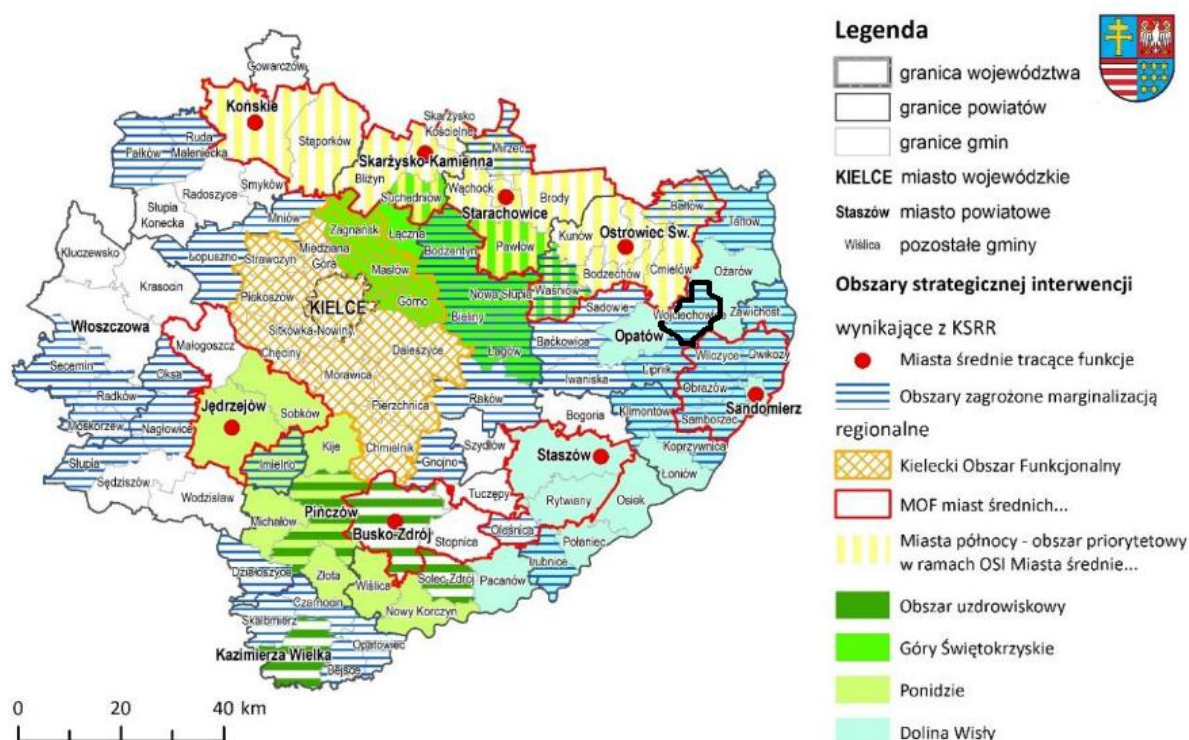 Gowarczów
Końskie
Stąporków
Ruda
Maleniecka
Fałków
Skarżysko
Kościelne
Mirzec
Skarżysko-Kamienna
Bliżyn
Wąchock
Suchedniów
Starachowice
Brody
Radoszyce
Smyków
Słupia
Konecka
Mniów
Zagnańsk
Łączna
Bodzentyn
Pawłów
Kunów
Ostrowiec Św.
Bałtów
Tarłów
Kluczewsko
Łopuszno
Strawczyn
Miedziana
Góra
Masłów
Bodzechów
Ćmielów
Ożarów
Krasocin
Piekoszów
KIELCE
Górno
Nowa Słupia
Waśniów
Sadowie
Wojciechowice
Zawichost
Włoszczowa
Sitkówka-Nowiny
Bieliny
Opatów
Małogoszcz
Chęciny
Daleszyce
Łagów
Baćkowice
Lipnik
Wilczyce
Dwikozy
Secemin
Oksa
Morawica
Iwaniska
Obrazów
Radków
Jędrzejów
Sobków
Pierzchnica
Raków
Bogoria
Klimontów
Sandomierz
Samborzec
Moskorzew
Nagłowice
Chmielnik
Szydłów
Koprzywnica
Słupia
Imielno
Kije
Gnojno
Staszów
Łoniów
Sędziszów
Wodzisław
Pińczów
Tuczępy
Rytwiany
Osiek
Michałów
Busko-Zdrój
Stopnica
Oleśnica
Połaniec
Łubnice
Działoszyce
Złota
Wiślica
Solec-Zdrój
Pacanów
Czarnocin
Skalbmierz
Nowy Korczyn
Kazimierza Wielka
Opatowiec
Bejsce
0 20 40 km
Legenda
granica województwa
granice powiatów
granice gmin
KIELCE miasto wojewódzkie
Staszów miasto powiatowe
Wiślica pozostałe gminy
Obszary strategicznej interwencji
wynikające z KSRR
Miasta średnie tracące funkcje
Obszary zagrożone marginalizacją
regionalne
Kielecki Obszar Funkcjonalny
MOF miast średnich...
Miasta północy - obszar priorytetowy
w ramach OSI Miasta średnie...
Obszar uzdrowiskowy
Góry Świętokrzyskie
Ponidzie
Dolina Wisły